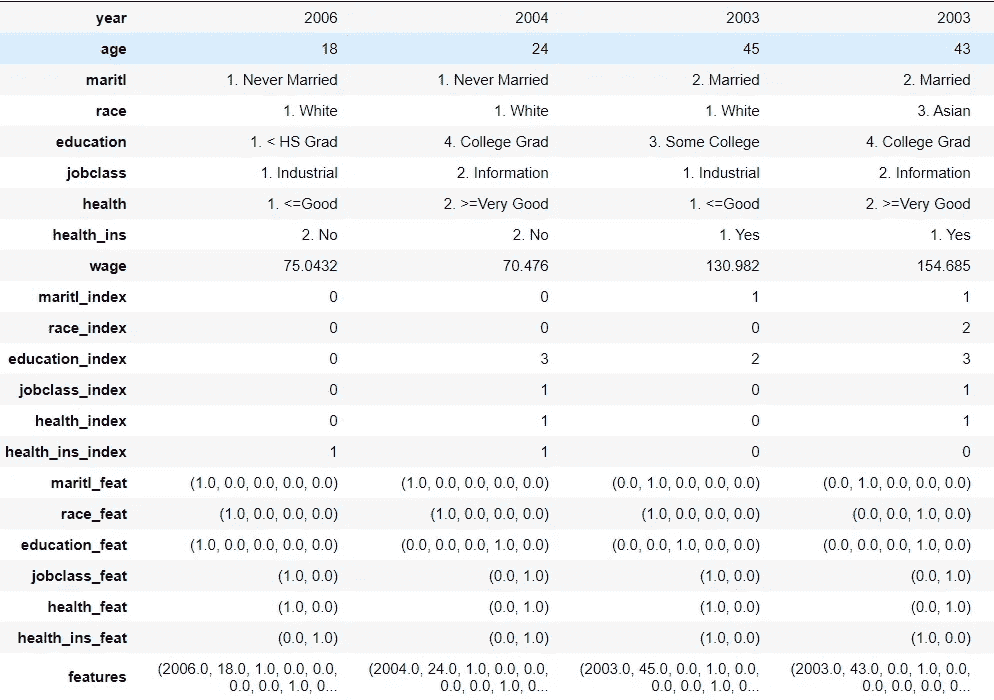 year 2006 2004 2003 2003
age 18 24 45 43
maritl 1. Never Married 1. Never Married 2. Married 2. Married
race 1. White 1. White 1. White 3. Asian
education 1. < HS Grad 4. College Grad 3. Some College 4. College Grad
jobclass 1. Industrial 2. Information 1. Industrial 2. Information
health 1. <=Good 2. >=Very Good 1. <=Good 2. >=Very Good
health_ins 2. No 2. No 1. Yes 1. Yes
wage 75.0432 70.476 130.982 154.685
maritl_index 0 0 1 1
race_index 0 0 0 2
education_index 0 3 2 3
jobclass_index 0 1 0 1
health_index 0 1 0 1
health_ins_index 1 1 0 0
maritl_feat (1.0, 0.0, 0.0, 0.0, 0.0) (1.0, 0.0, 0.0, 0.0, 0.0) (0.0, 1.0, 0.0, 0.0, 0.0) (0.0, 1.0, 0.0, 0.0, 0.0)
race_feat (1.0, 0.0, 0.0, 0.0) (1.0, 0.0, 0.0, 0.0) (1.0, 0.0, 0.0, 0.0) (0.0, 0.0, 1.0, 0.0)
education_feat (1.0, 0.0, 0.0, 0.0, 0.0) (0.0, 0.0, 0.0, 1.0, 0.0) (0.0, 0.0, 1.0, 0.0, 0.0) (0.0, 0.0, 0.0, 1.0, 0.0)
jobclass_feat (1.0, 0.0) (0.0, 1.0) (1.0, 0.0) (0.0, 1.0)
health_feat (1.0, 0.0) (0.0, 1.0) (1.0, 0.0) (0.0, 1.0)
health_ins_feat (0.0, 1.0) (0.0, 1.0) (1.0, 0.0) (1.0, 0.0)
features (2006.0, 18.0, 1.0, 0.0, 0.0, (2004.0, 24.0, 1.0, 0.0, 0.0, (2003.0, 45.0, 0.0, 1.0, 0.0, (2003.0, 43.0, 0.0, 1.0, 0.0,
0.0, 0.0, 1.0, 0... 0.0, 0.0, 1.0, 0... 0.0, 0.0, 1.0, 0... 0.0, 0.0, 0.0, 0...